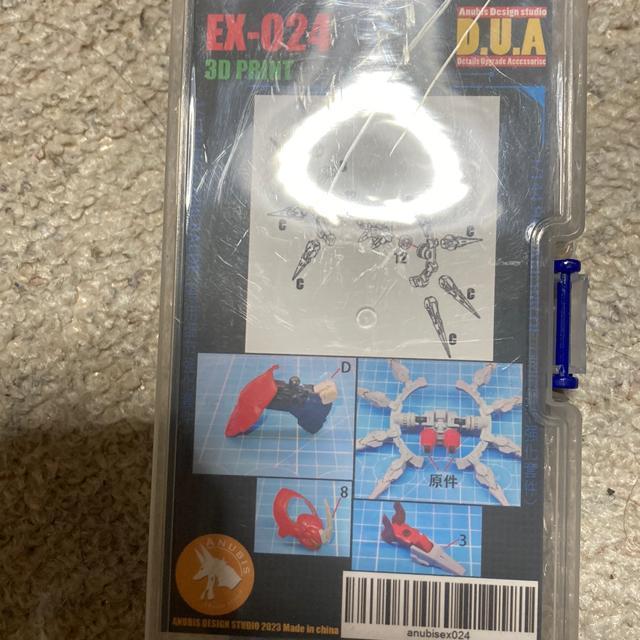 EX-024
3D PRINT
Anubis Design studio
D.U.A
Details Upgrade Accessorise
C
C
12
C
C
C
D
原件
8
3
ANUBIS
ANUBIS DESIGN STUDIO 2023 Made in china
anubisex024